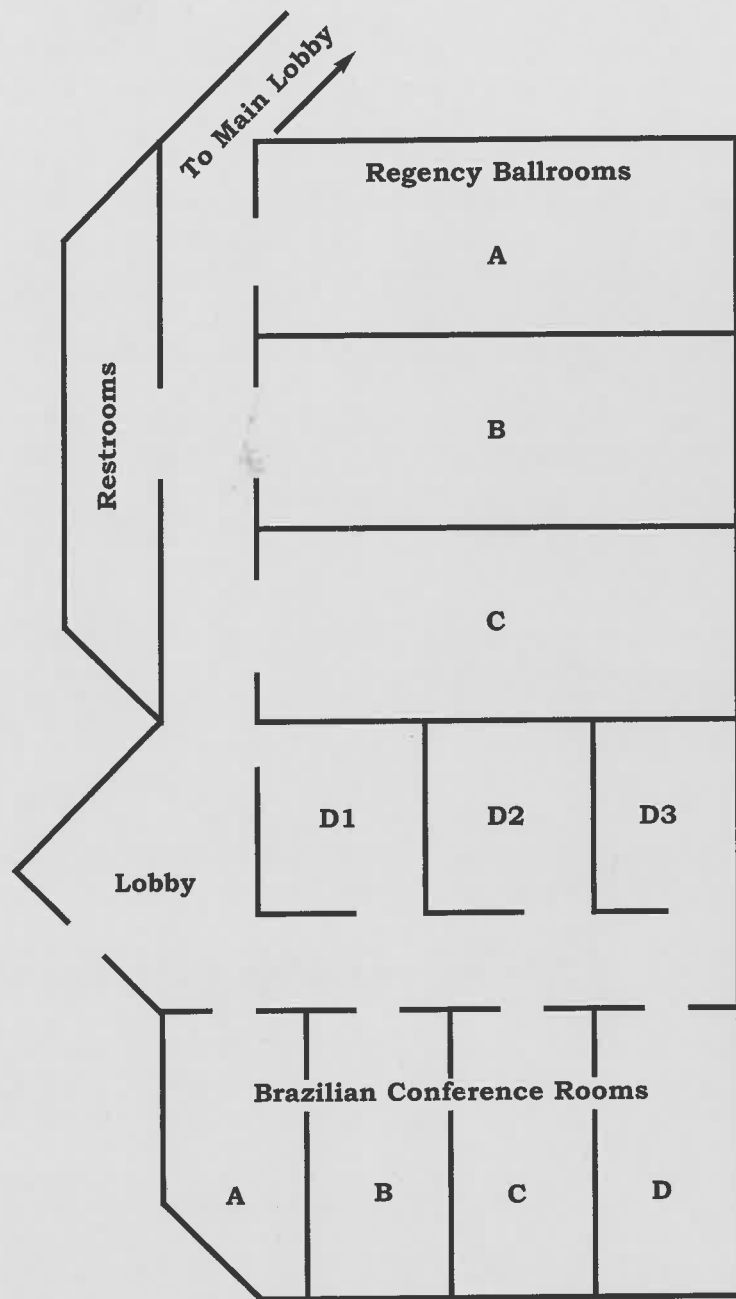 To Main Lobby
Regency Ballrooms
A
Restrooms
B
C
D1
D2
D3
Lobby
Brazilian Conference Rooms
A
B
C
D